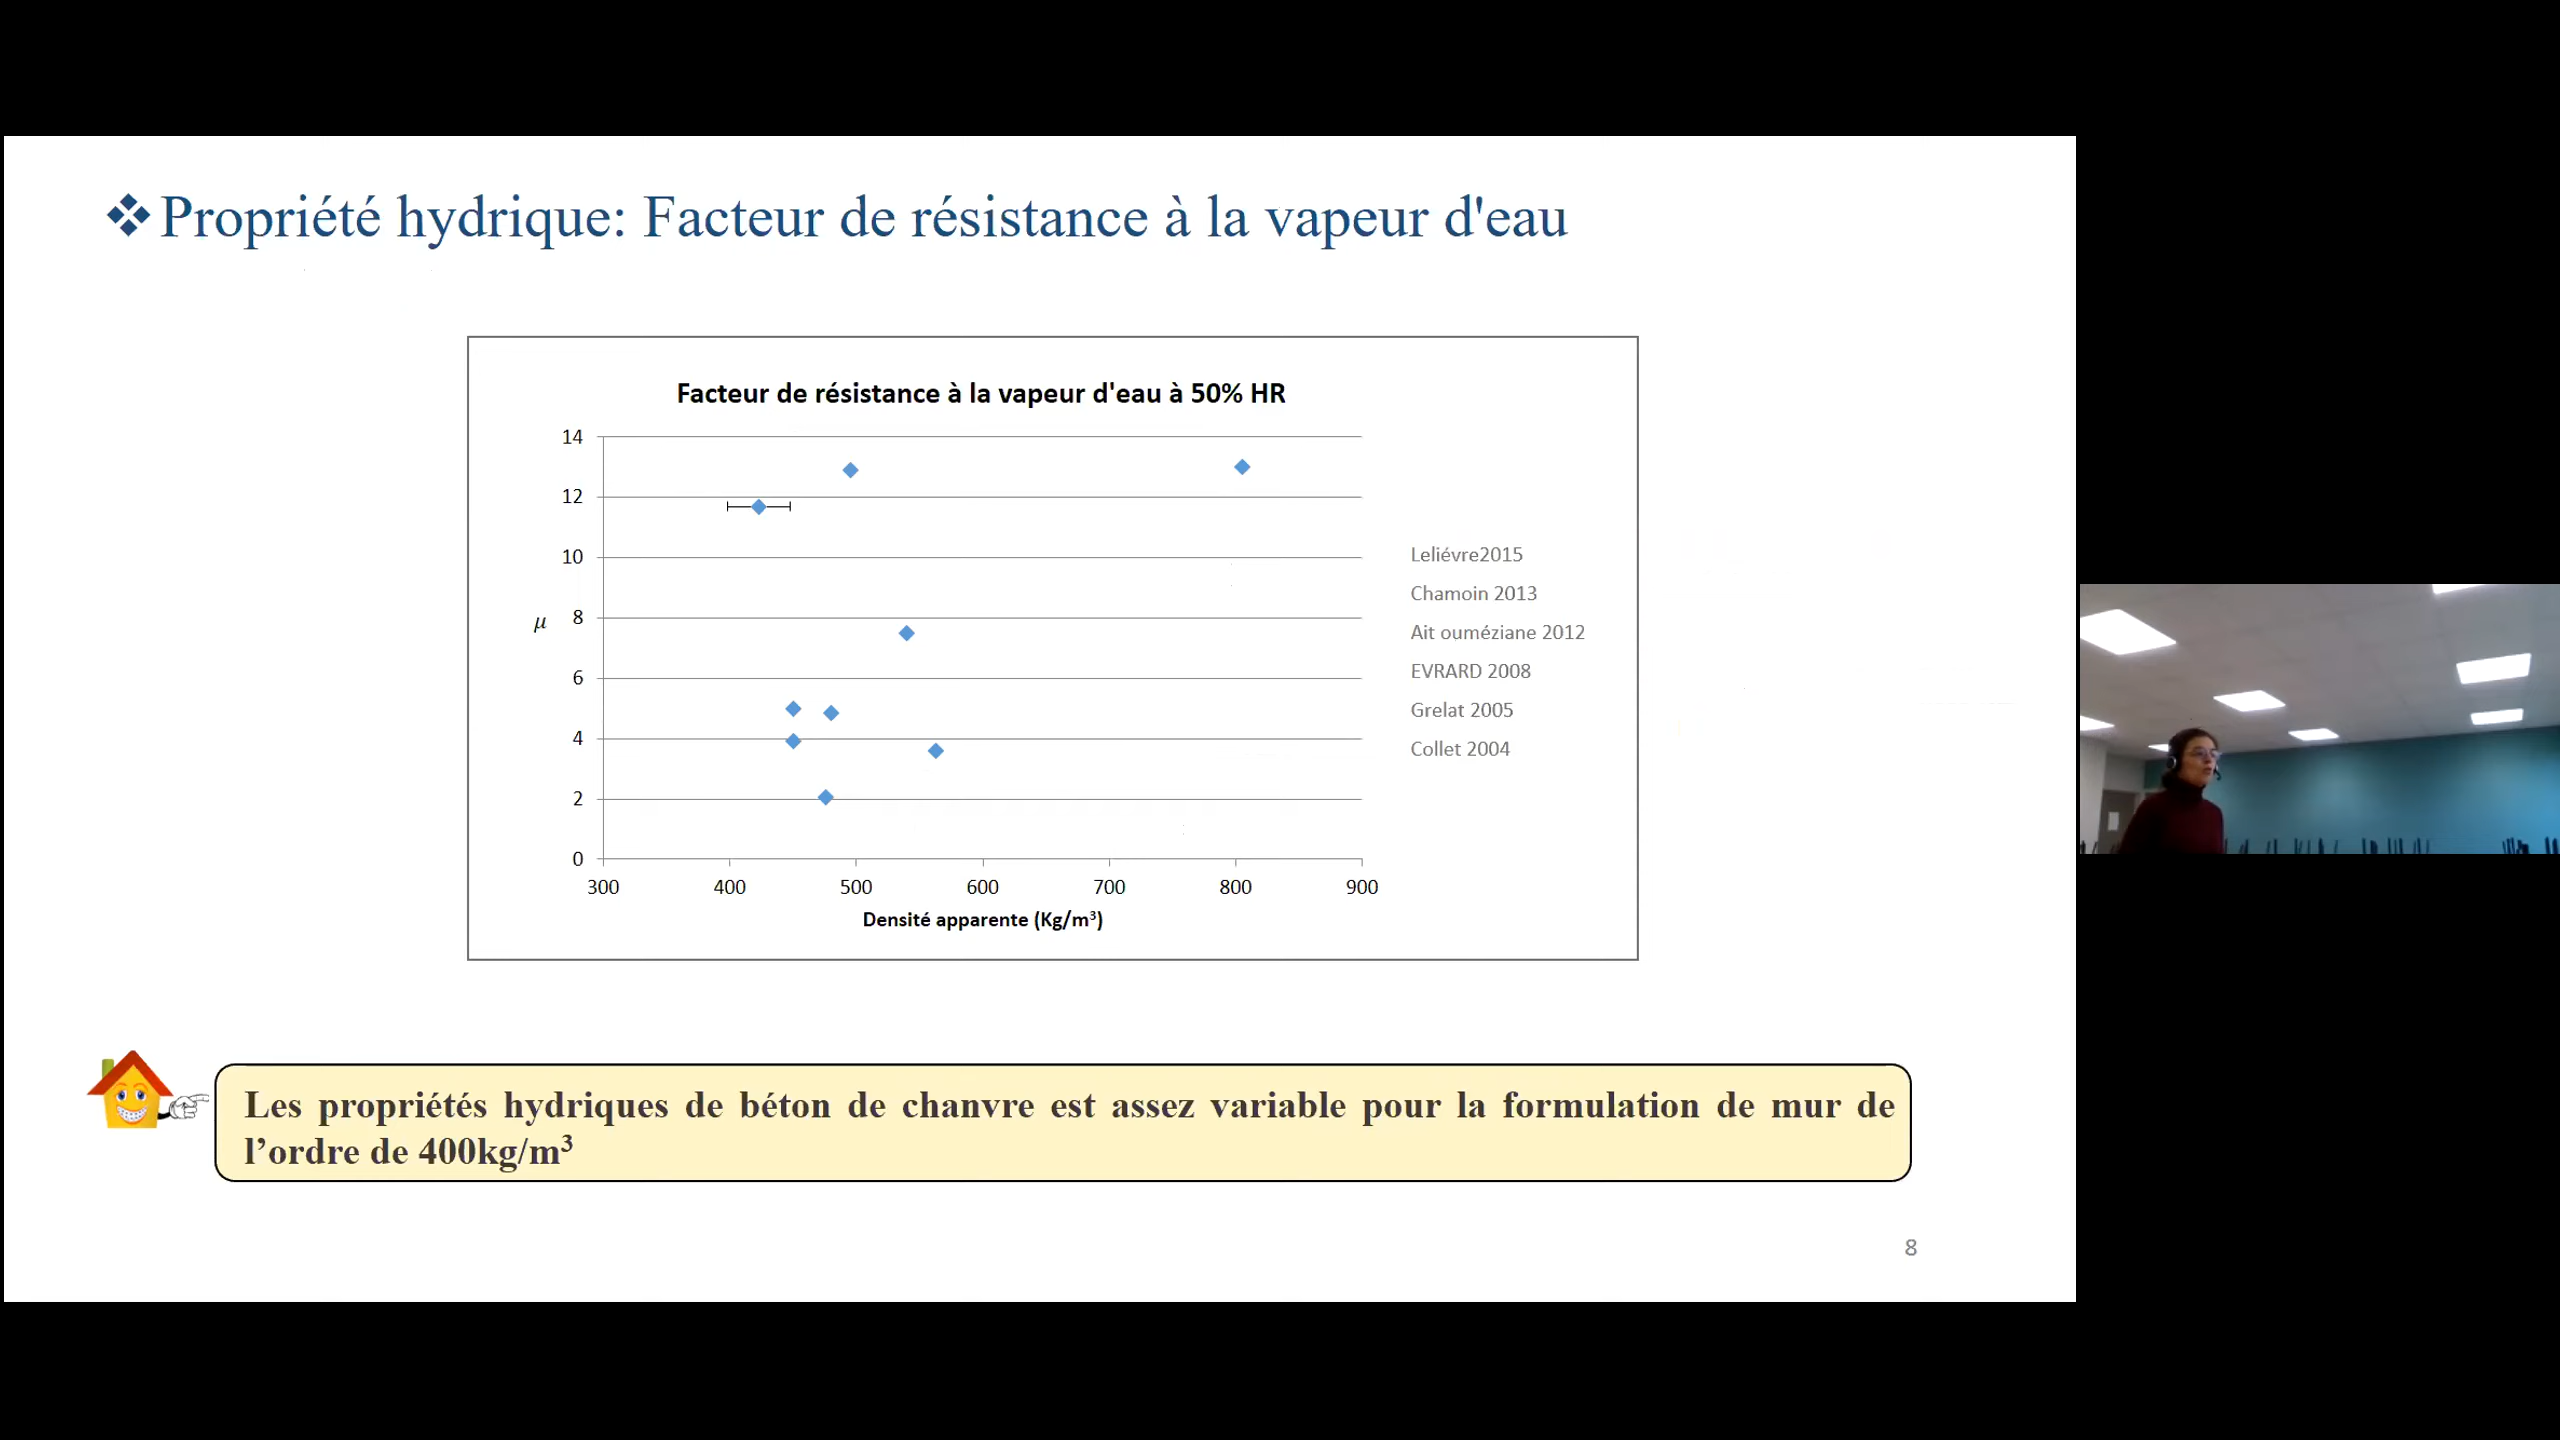 Propriété hydrique: Facteur de résistance à la vapeur d'eau
Facteur de résistance à la vapeur d'eau à 50% HR
14
12
10
8
6
4
2
0
μ
300 400 500 600 700 800 900
Densité apparente (Kg/m³)
Leliévre2015
Chamoin 2013
Ait ouméziane 2012
EVRARD 2008
Grelat 2005
Collet 2004
Les propriétés hydriques de béton de chanvre est assez variable pour la formulation de mur de
l’ordre de 400kg/m³
8